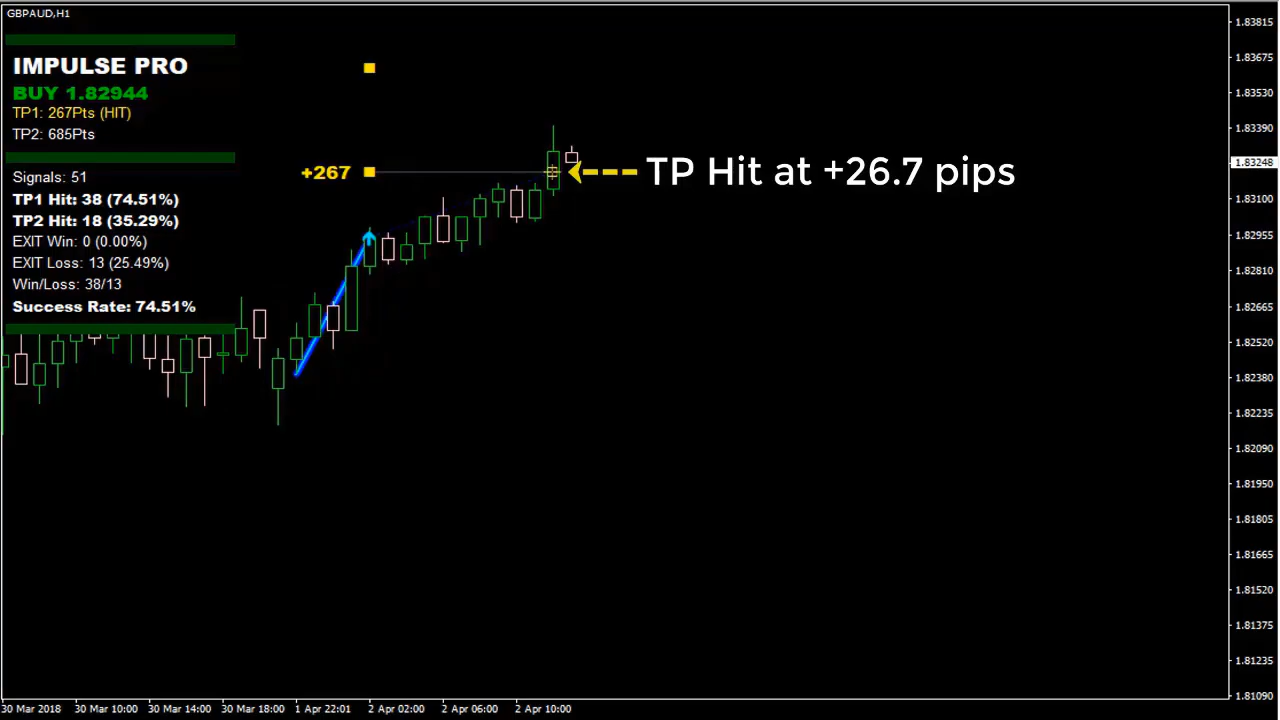 GBPAUD,H1
IMPULSE PRO
BUY 1.82944
TP1: 267Pts (HIT)
TP2: 685Pts
Signals: 51
TP1 Hit: 38 (74.51%)
TP2 Hit: 18 (35.29%)
EXIT Win: 0 (0.00%)
EXIT Loss: 13 (25.49%)
Win/Loss: 38/13
Success Rate: 74.51%
+267
TP Hit at +26.7 pips
1.83815
1.83675
1.83530
1.83390
1.83248
1.83100
1.82955
1.82810
1.82665
1.82520
1.82380
1.82235
1.82090
1.81950
1.81805
1.81665
1.81520
1.81375
1.81235
1.81090
30 Mar 2018 30 Mar 10:00 30 Mar 14:00 30 Mar 18:00 1 Apr 22:01 2 Apr 02:00 2 Apr 06:00 2 Apr 10:00